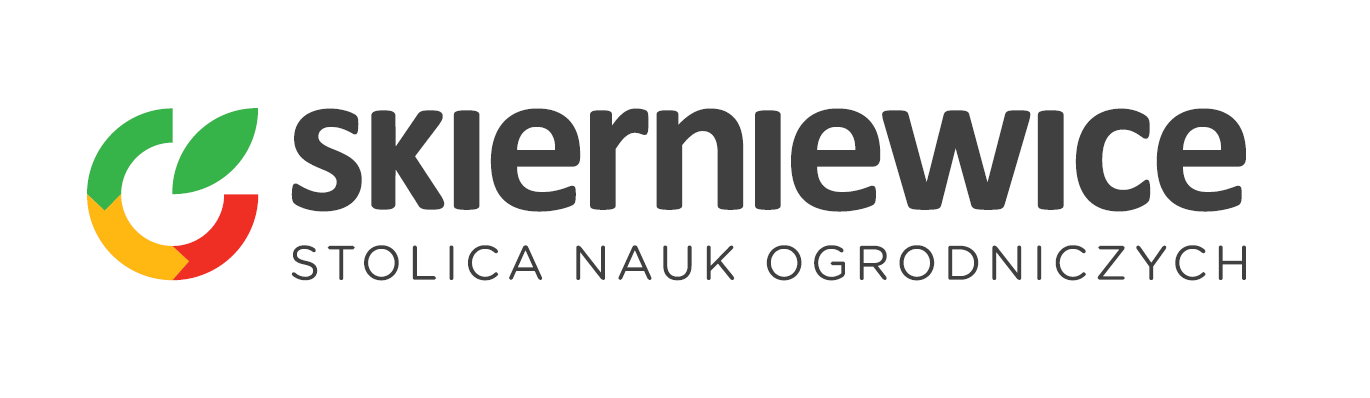 SKIERNIEWICE
STOLICA NAUK OGRODNICZYCH